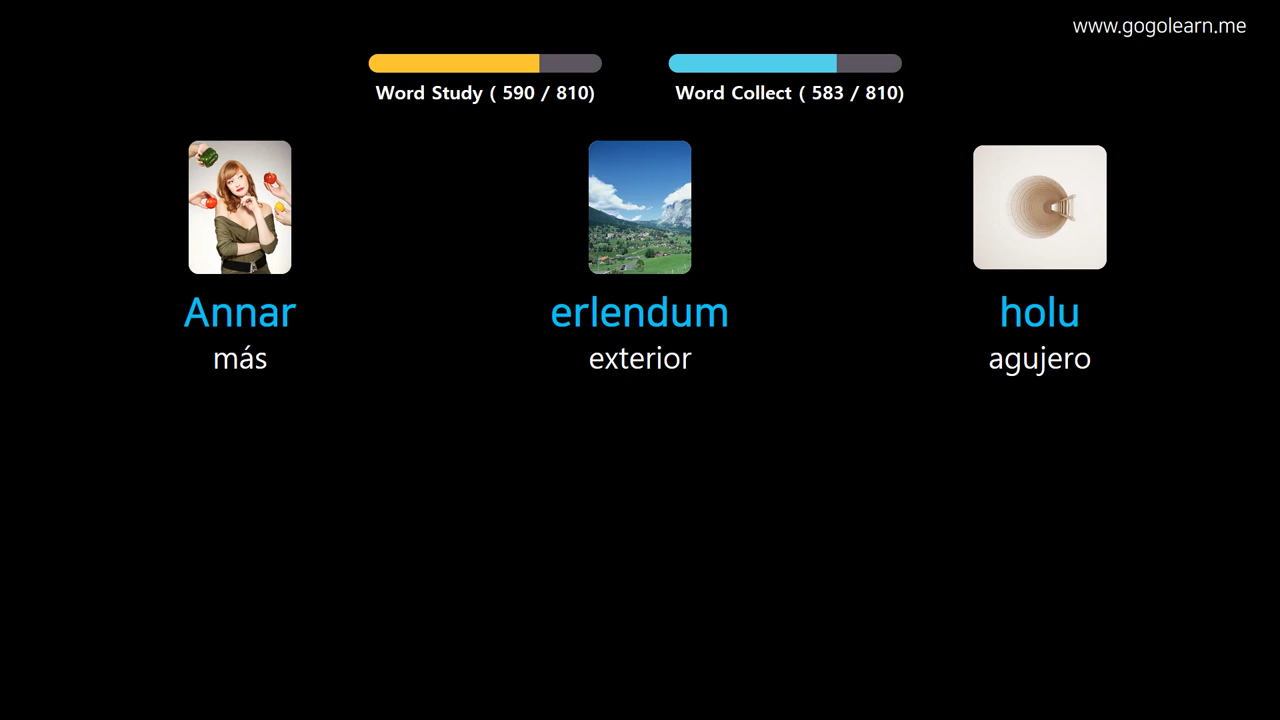 www.gogolearn.me
Word Study ( 590 / 810)
Word Collect ( 583 / 810)
Annar
más
erlendum
exterior
holu
agujero